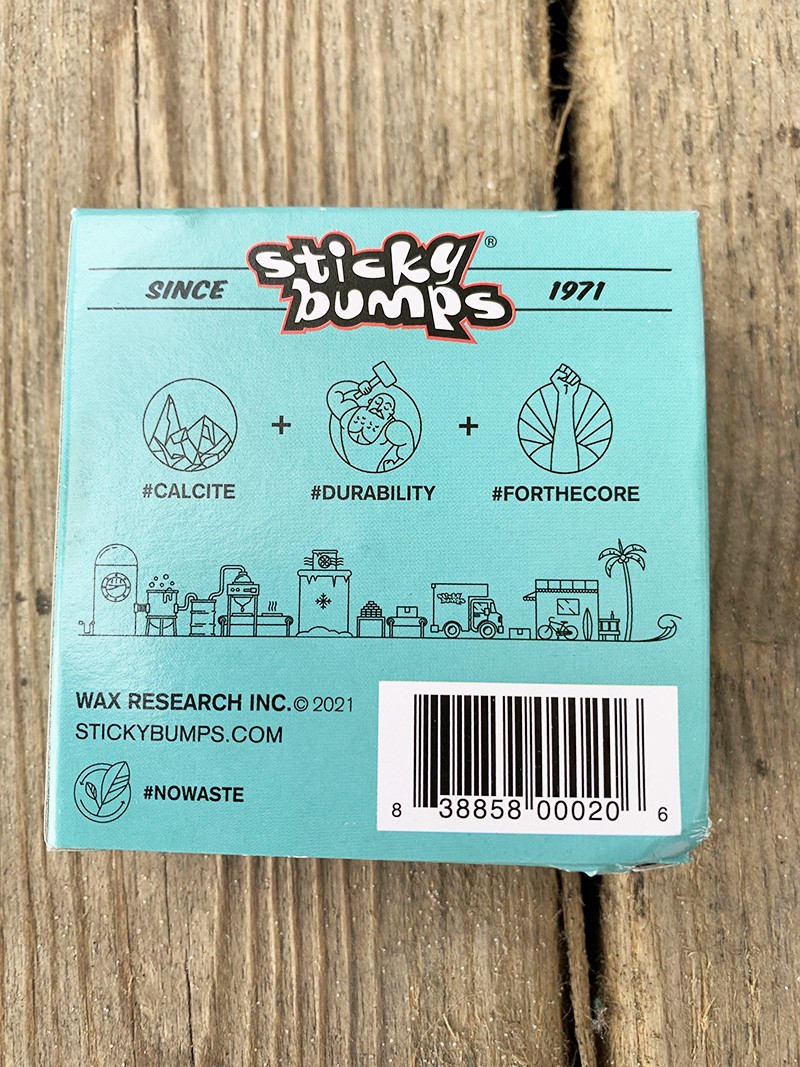 sticky bumps®
SINCE 1971
+ +
#CALCITE #DURABILITY #FORTHECORE
WAX RESEARCH INC.© 2021
STICKYBUMPS.COM
#NOWASTE
8 38858 00020 6